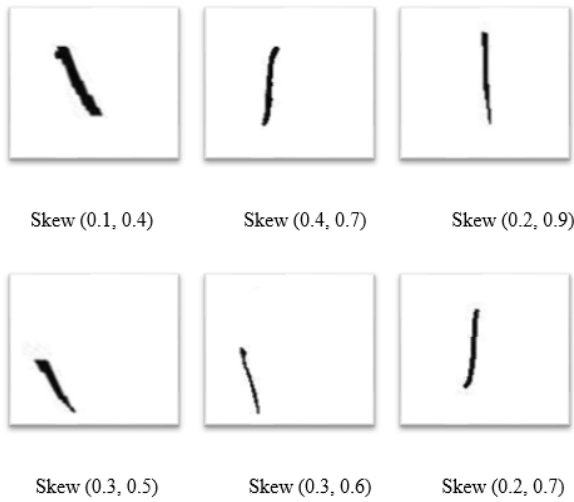 Skew (0.1, 0.4) Skew (0.4, 0.7) Skew (0.2, 0.9)
Skew (0.3, 0.5) Skew (0.3, 0.6) Skew (0.2, 0.7)